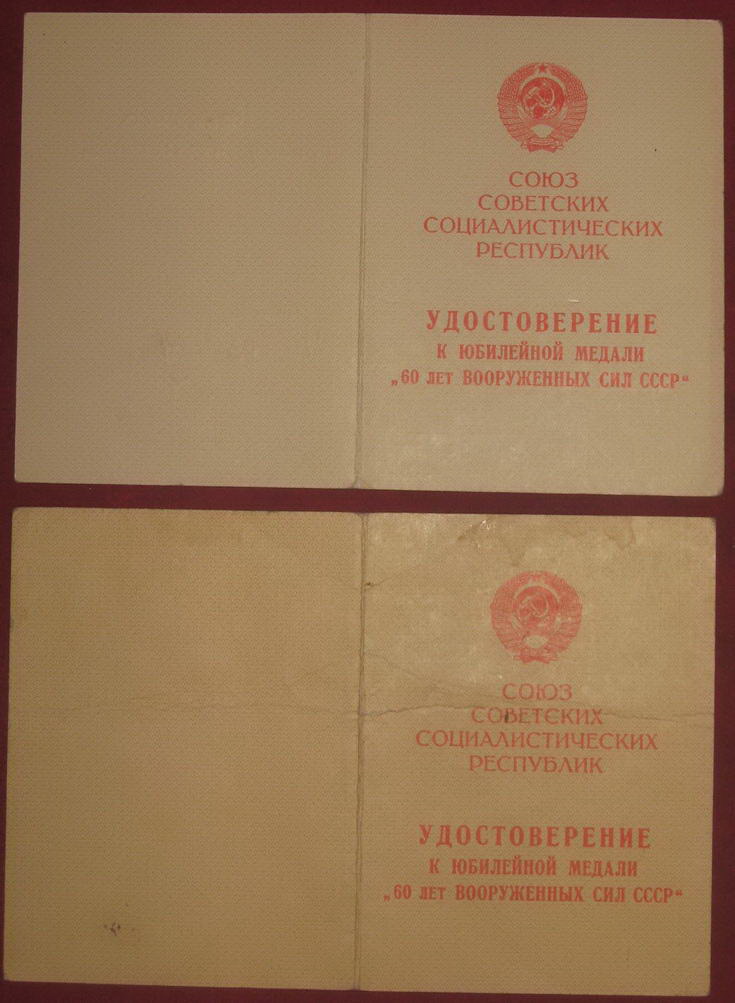 СОЮЗ
СОВЕТСКИХ
СОЦИАЛИСТИЧЕСКИХ
РЕСПУБЛИК
УДОСТОВЕРЕНИЕ
К ЮБИЛЕЙНОЙ МЕДАЛИ
„60 ЛЕТ ВООРУЖЕННЫХ СИЛ СССР“
СОЮЗ
СОВЕТСКИХ
СОЦИАЛИСТИЧЕСКИХ
РЕСПУБЛИК
УДОСТОВЕРЕНИЕ
К ЮБИЛЕЙНОЙ МЕДАЛИ
„60 ЛЕТ ВООРУЖЕННЫХ СИЛ СССР“